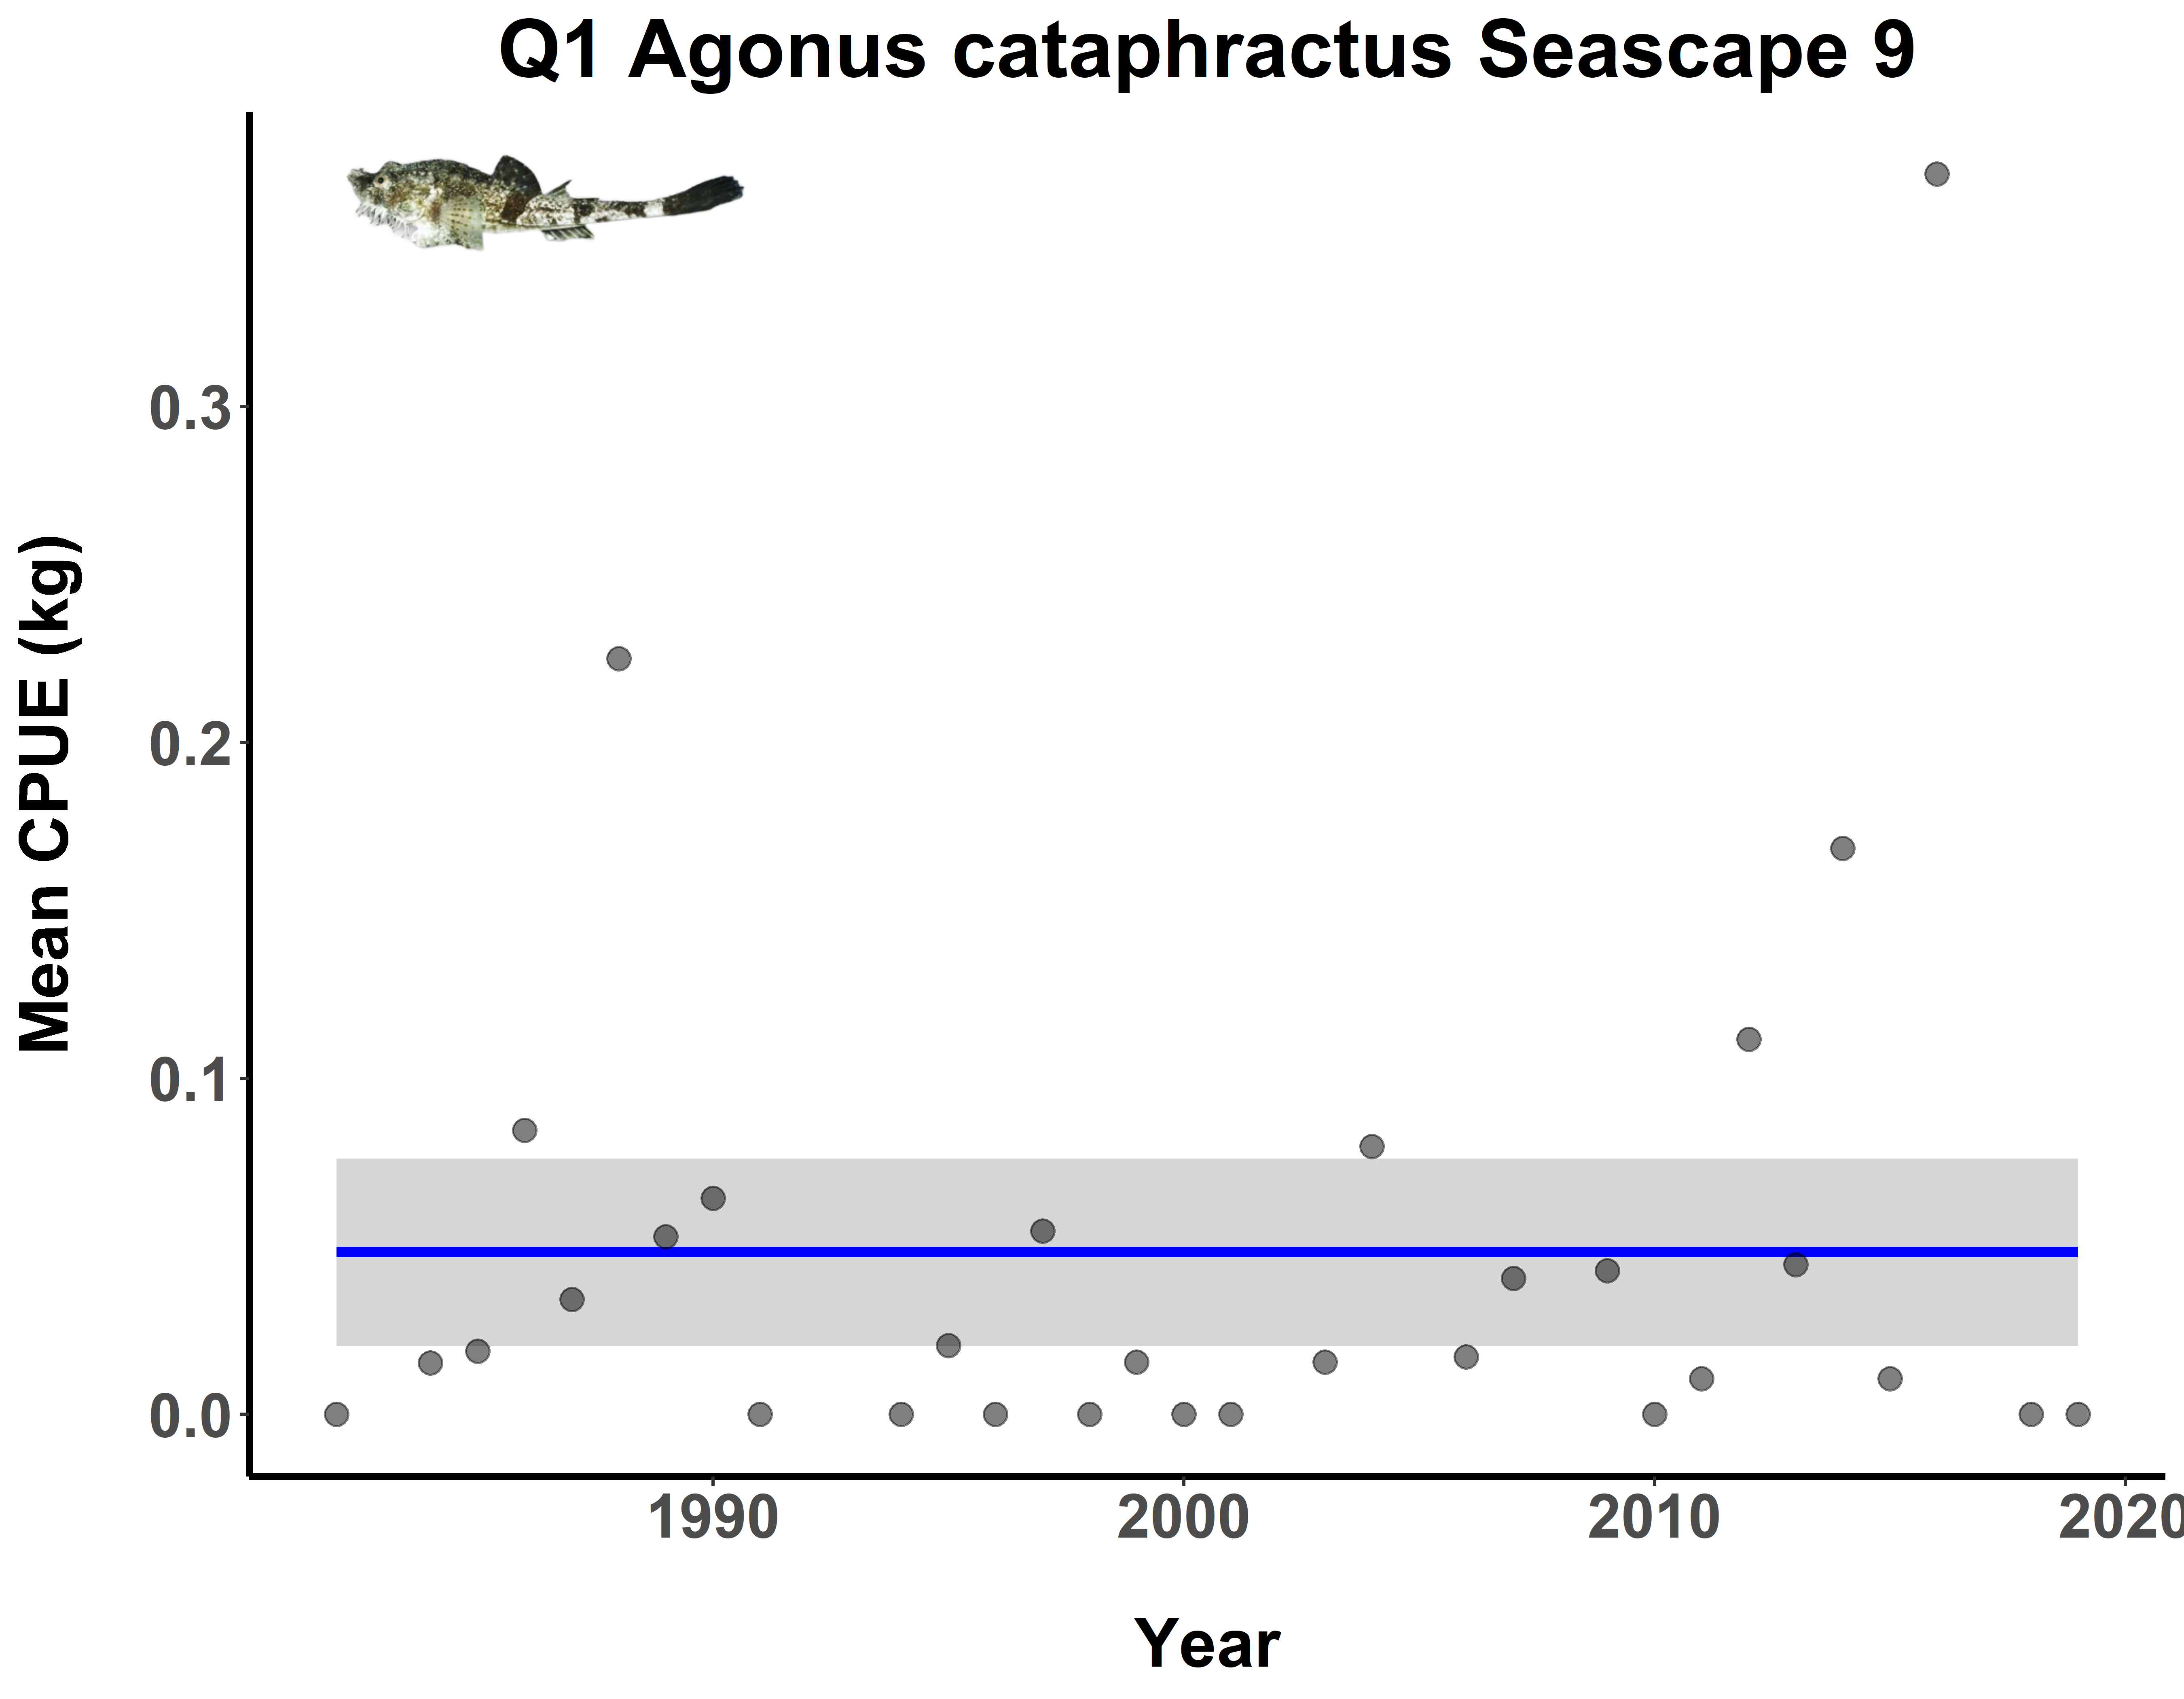 Q1 Agonus cataphractus Seascape 9
Mean CPUE (kg)
0.3
0.2
0.1
0.0
1990 2000 2010 2020
Year